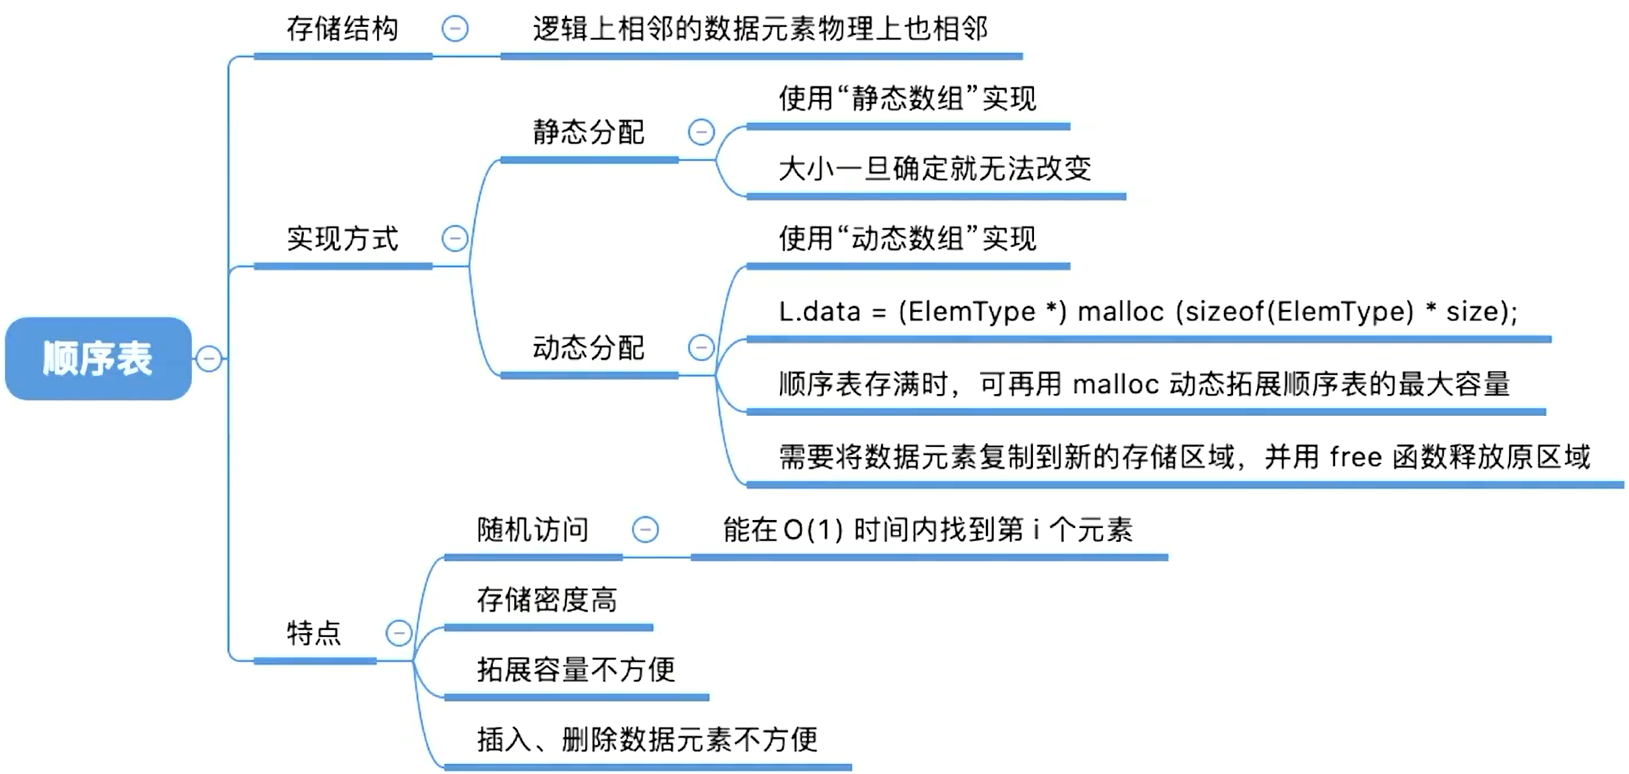 存储结构
逻辑上相邻的数据元素物理上也相邻
使用“静态数组”实现
静态分配
大小一旦确定就无法改变
实现方式
使用“动态数组”实现
L.data = (ElemType *) malloc (sizeof(ElemType) * size);
动态分配
顺序表
顺序表存满时，可再用 malloc 动态拓展顺序表的最大容量
需要将数据元素复制到新的存储区域，并用 free 函数释放原区域
随机访问
能在O(1) 时间内找到第 i 个元素
存储密度高
特点
拓展容量不方便
插入、删除数据元素不方便